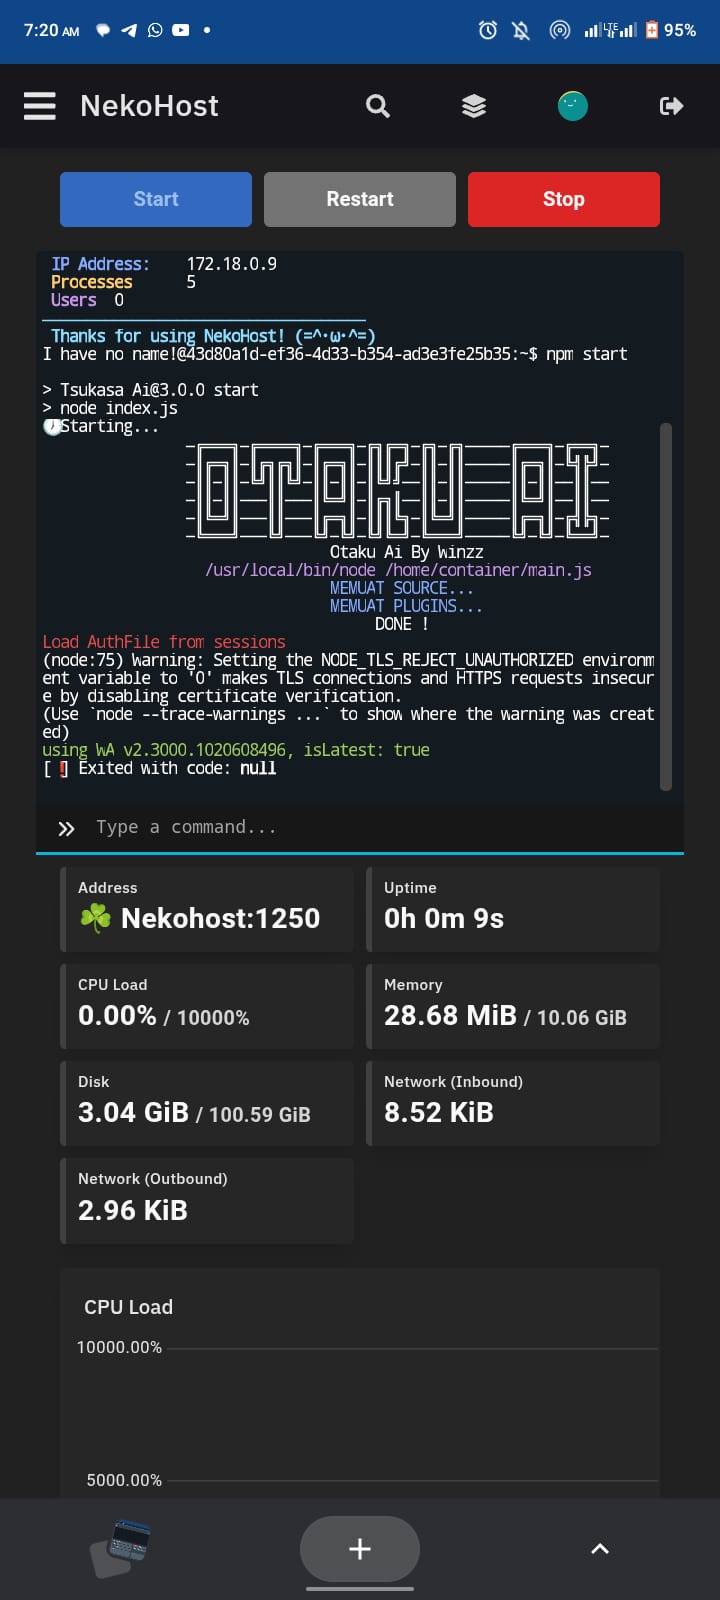 7:20 AM
LTE
95%
NekoHost
Start
Restart
Stop
IP Address: 172.18.0.9
Processes 5
Users 0
Thanks for using NekoHost! (=^･ω･^=)
I have no name!@43d80a1d-ef36-4d33-b354-ad3e3fe25b35:~$ npm start
> Tsukasa Ai@3.0.0 start
> node index.js
🕗Starting...
OTAKU AI
Otaku Ai By Winzz
/usr/local/bin/node /home/container/main.js
MEMUAT SOURCE...
MEMUAT PLUGINS...
DONE !
Load AuthFile from sessions
(node:75) Warning: Setting the NODE_TLS_REJECT_UNAUTHORIZED environm
ent variable to '0' makes TLS connections and HTTPS requests insecur
e by disabling certificate verification.
(Use `node --trace-warnings ...` to show where the warning was creat
ed)
using WA v2.3000.1020608496, isLatest: true
[❗] Exited with code: null
Type a command...
Address
☘️ Nekohost:1250
Uptime
0h 0m 9s
CPU Load
0.00% / 10000%
Memory
28.68 MiB / 10.06 GiB
Disk
3.04 GiB / 100.59 GiB
Network (Inbound)
8.52 KiB
Network (Outbound)
2.96 KiB
CPU Load
10000.00%
5000.00%